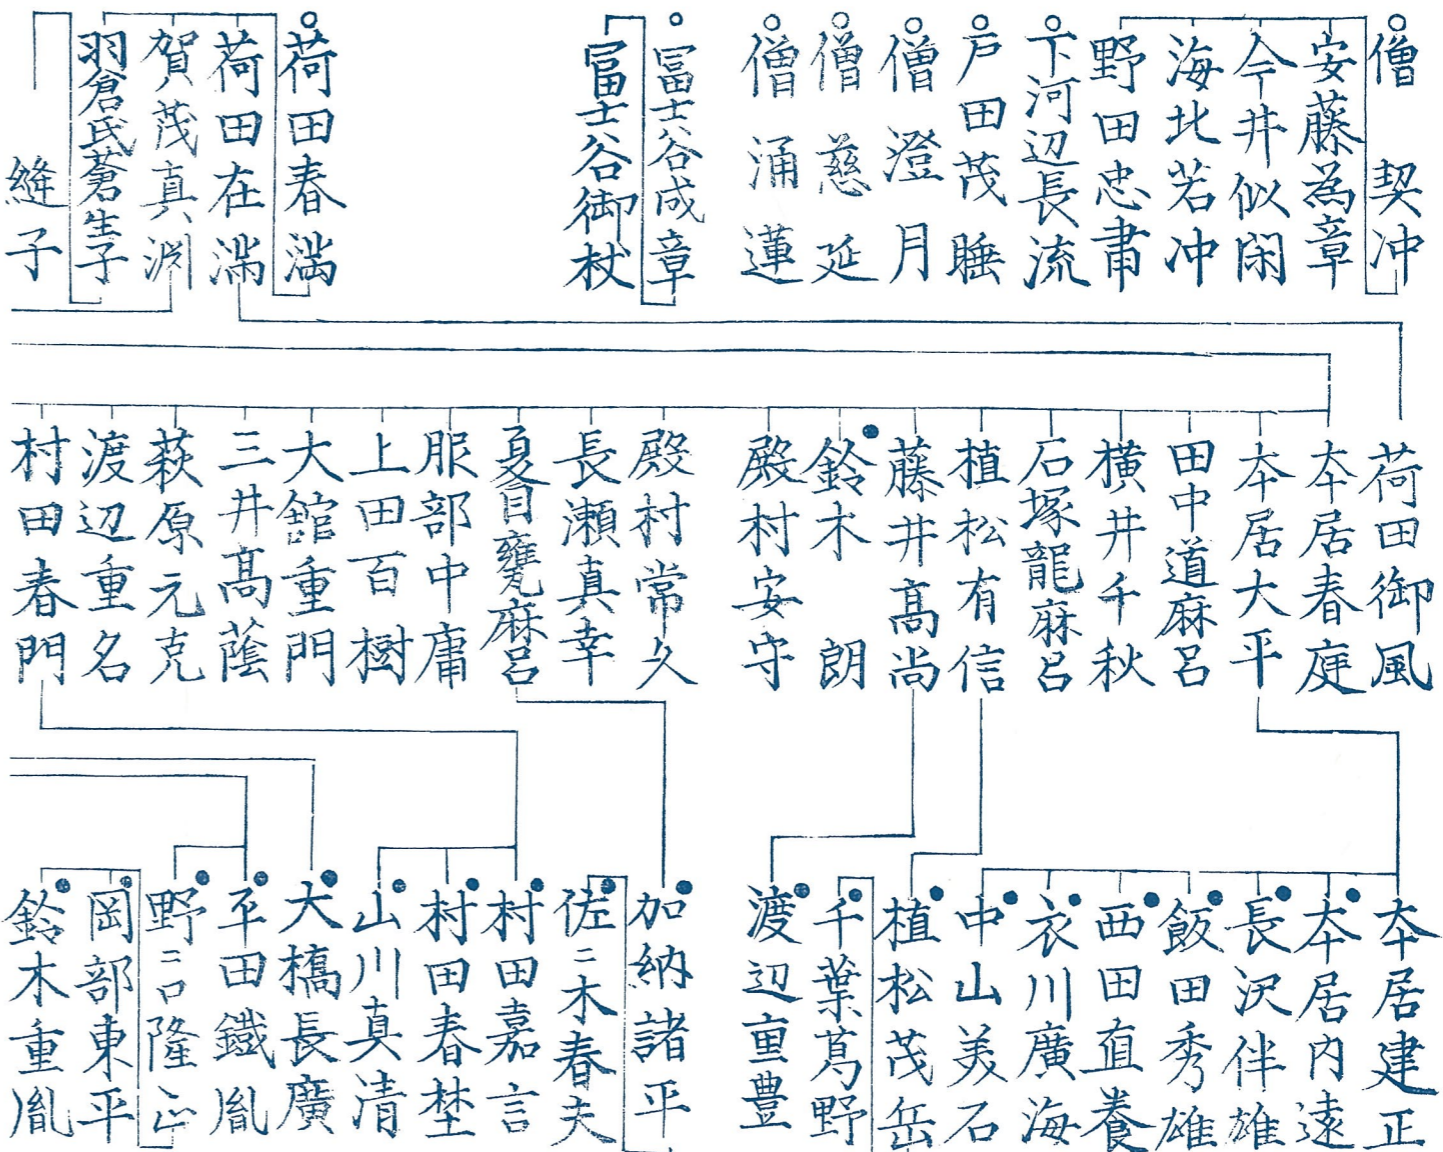 僧契冲
安藤為章
今井似閑
海北若冲
野田忠粛
下河辺長流
戸田茂睡
僧澄月
僧慈延
僧涌蓮
冨士谷成章
冨士谷御杖
荷田春満
荷田在満
賀茂真渕
羽倉氏蒼生子
縫子
荷田御風
本居春庭
本居大平
田中道麻呂
横井千秋
石塚龍麻呂
植松有信
藤井高尚
鈴木朗
殿村安守
殿村常久
長瀬真幸
夏目甕麻呂
服部中庸
上田百樹
大舘重門
三井高蔭
萩原元克
渡辺重名
村田春門
本居建正
本居内遠
長沢伴雄
飯田秀雄
西田直養
衣川廣海
中山美石
植松茂岳
千葉葛野
渡辺重豊
加納諸平
佐々木春夫
村田嘉言
村田春埜
山川真清
大橋長廣
平田鐵胤
野々口隆正
岡部東平
鈴木重胤